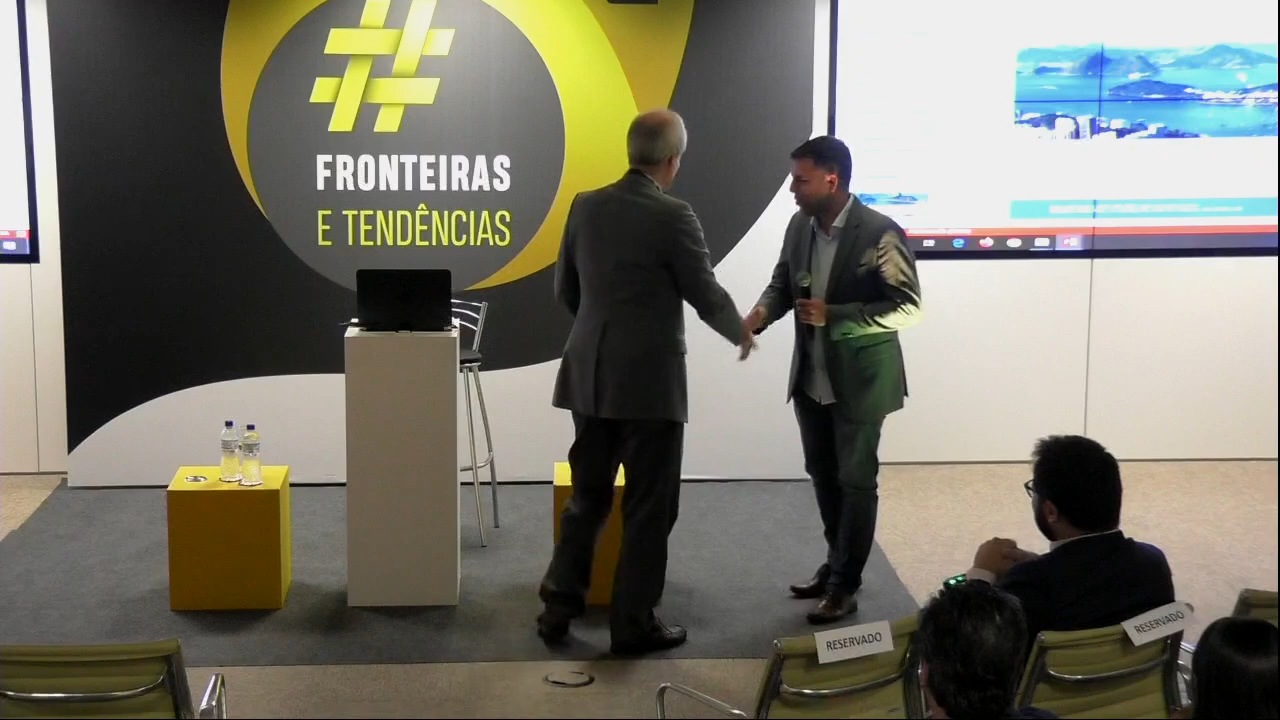 #
FRONTEIRAS
E TENDÊNCIAS
RESERVADO
RESERVADO